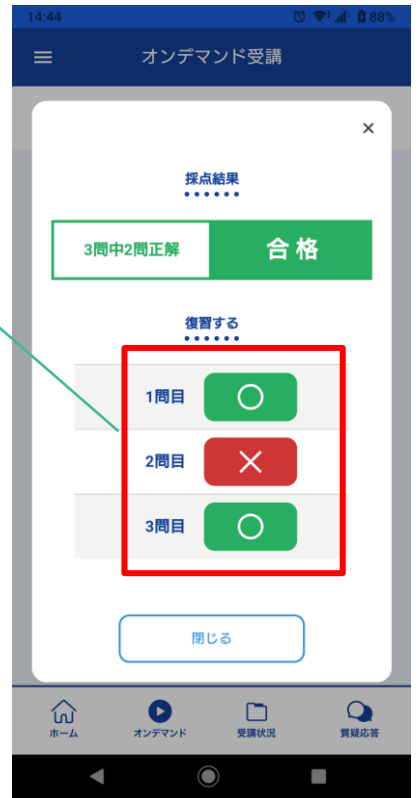 14:44 88%
オンデマンド受講
×
採点結果
3問中2問正解 合格
復習する
1問目
2問目
3問目
閉じる
ホーム オンデマンド 受講状況 質疑応答